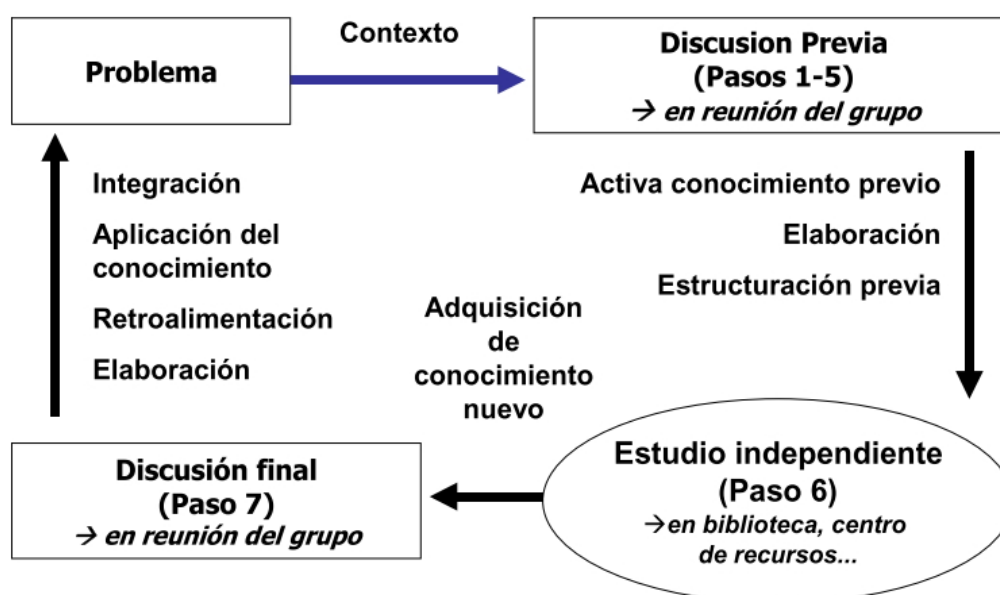 Problema
Contexto
Discusion Previa
(Pasos 1-5)
→ en reunión del grupo
Activa conocimiento previo
Elaboración
Estructuración previa
Estudio independiente
(Paso 6)
→en biblioteca, centro
de recursos...
Adquisición
de
conocimiento
nuevo
Discusión final
(Paso 7)
→ en reunión del grupo
Integración
Aplicación del
conocimiento
Retroalimentación
Elaboración